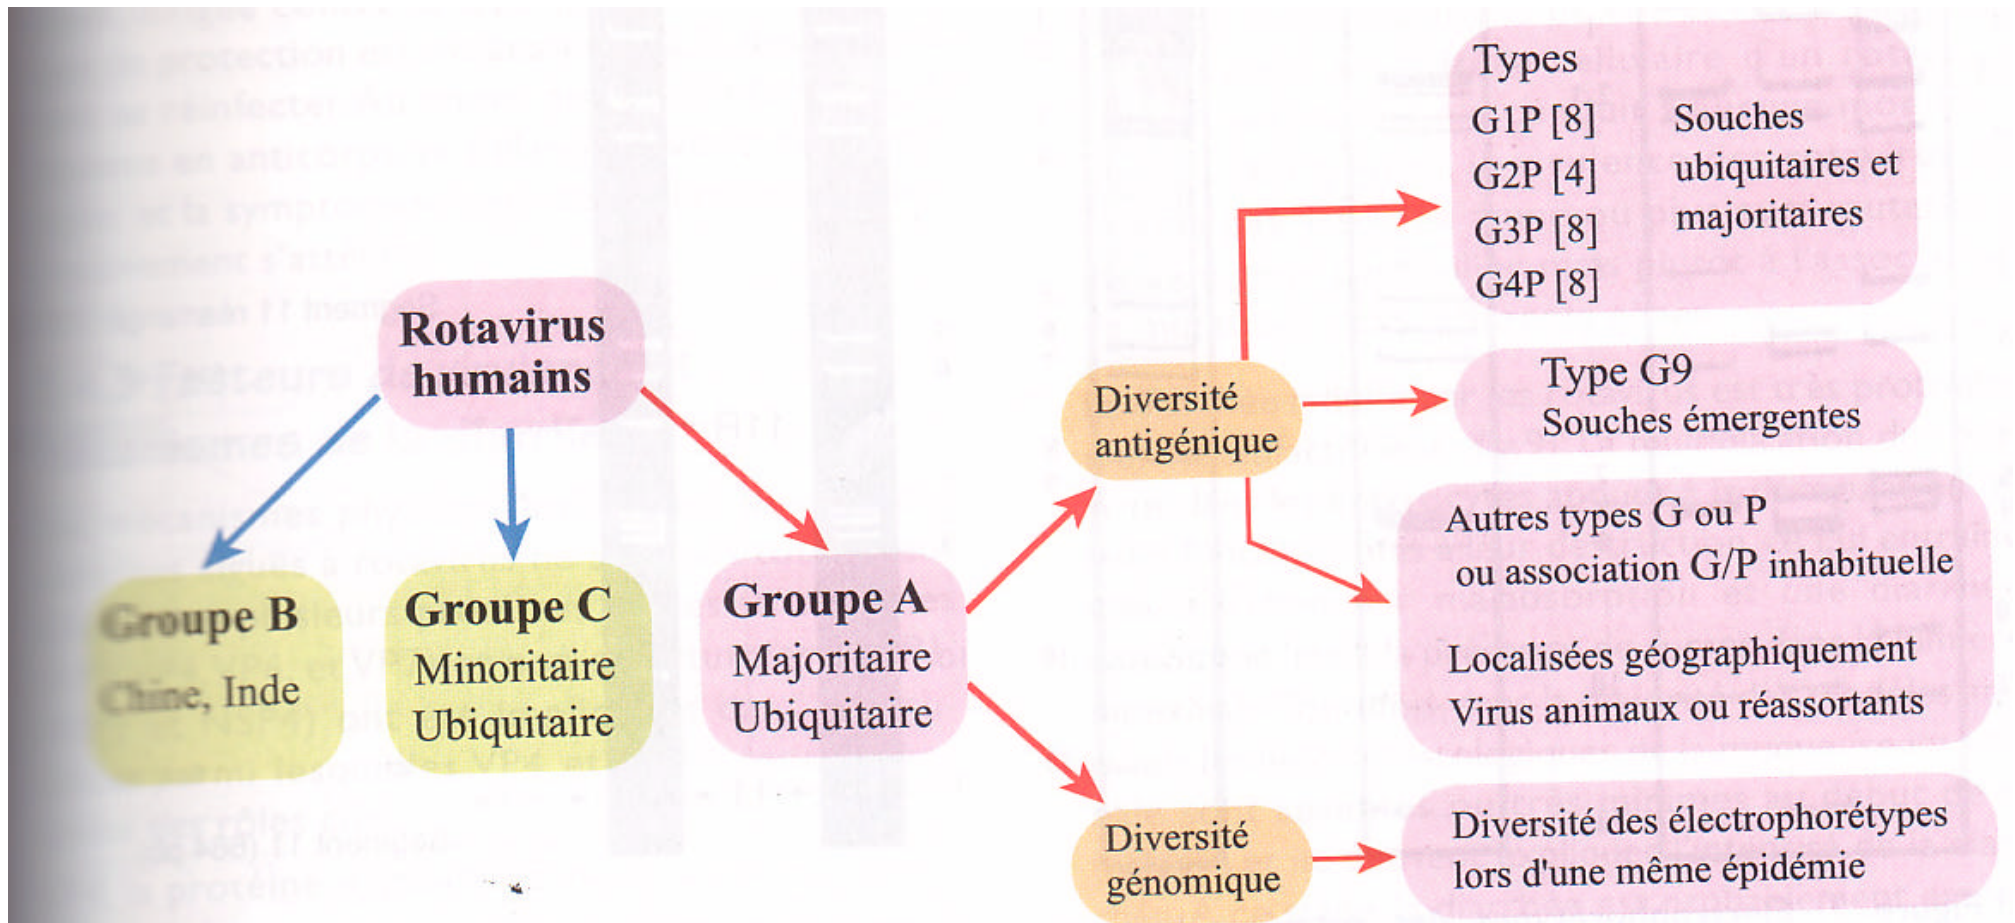 Rotavirus
humains
Groupe B
Chine, Inde
Groupe C
Minoritaire
Ubiquitaire
Groupe A
Majoritaire
Ubiquitaire
Diversité
antigénique
Types
G1P [8]
G2P [4]
G3P [8]
G4P [8]
Souches
ubiquitaires et
majoritaires
Type G9
Souches émergentes
Autres types G ou P
ou association G/P inhabituelle
Localisées géographiquement
Virus animaux ou réassortants
Diversité
génomique
Diversité des électrophorétypes
lors d'une même épidémie